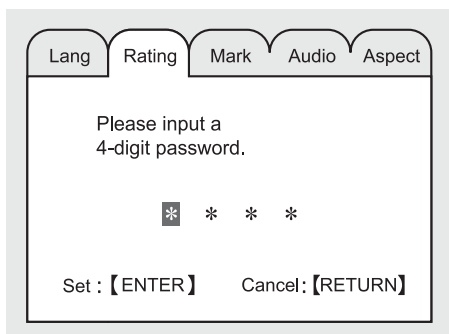 Lang Rating Mark Audio Aspect
Please input a
4-digit password.
* * * *
Set :【ENTER】 Cancel:【RETURN】